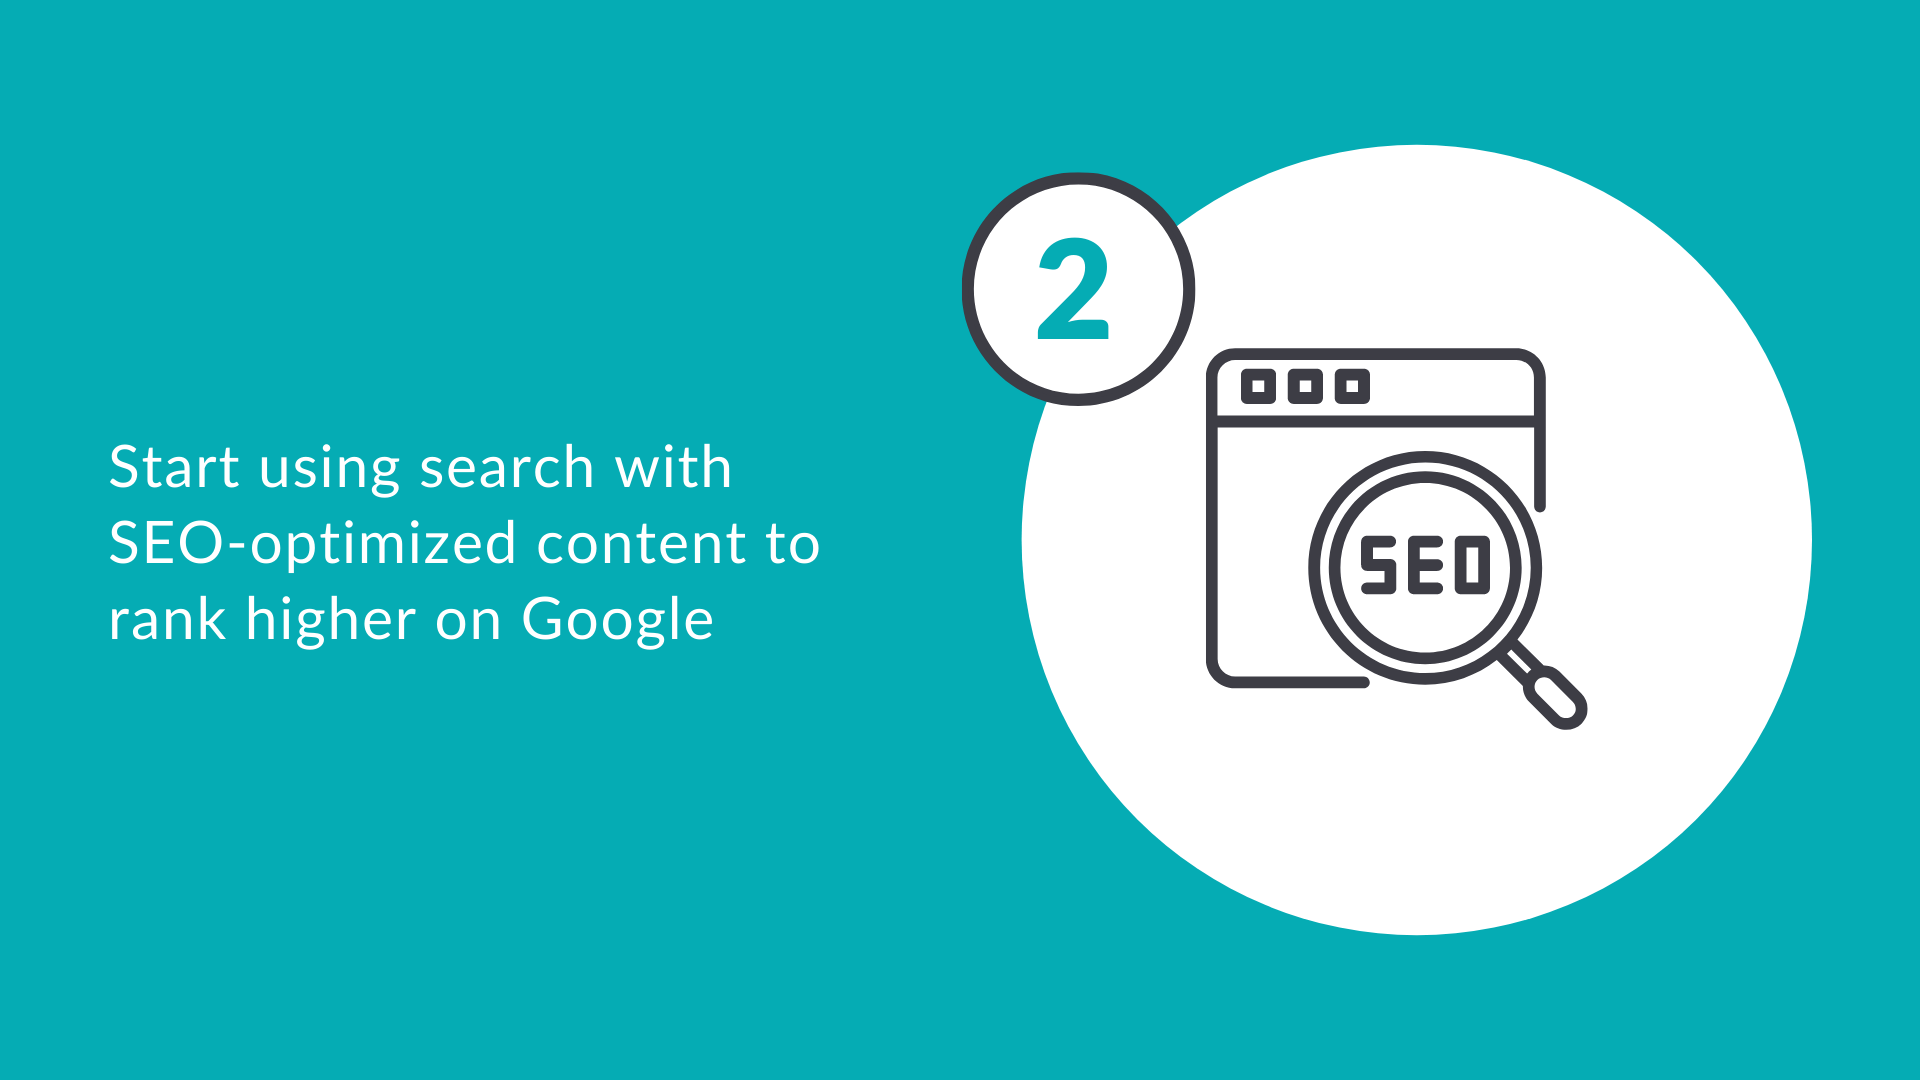 Start using search with
SEO-optimized content to
rank higher on Google
2
SEO